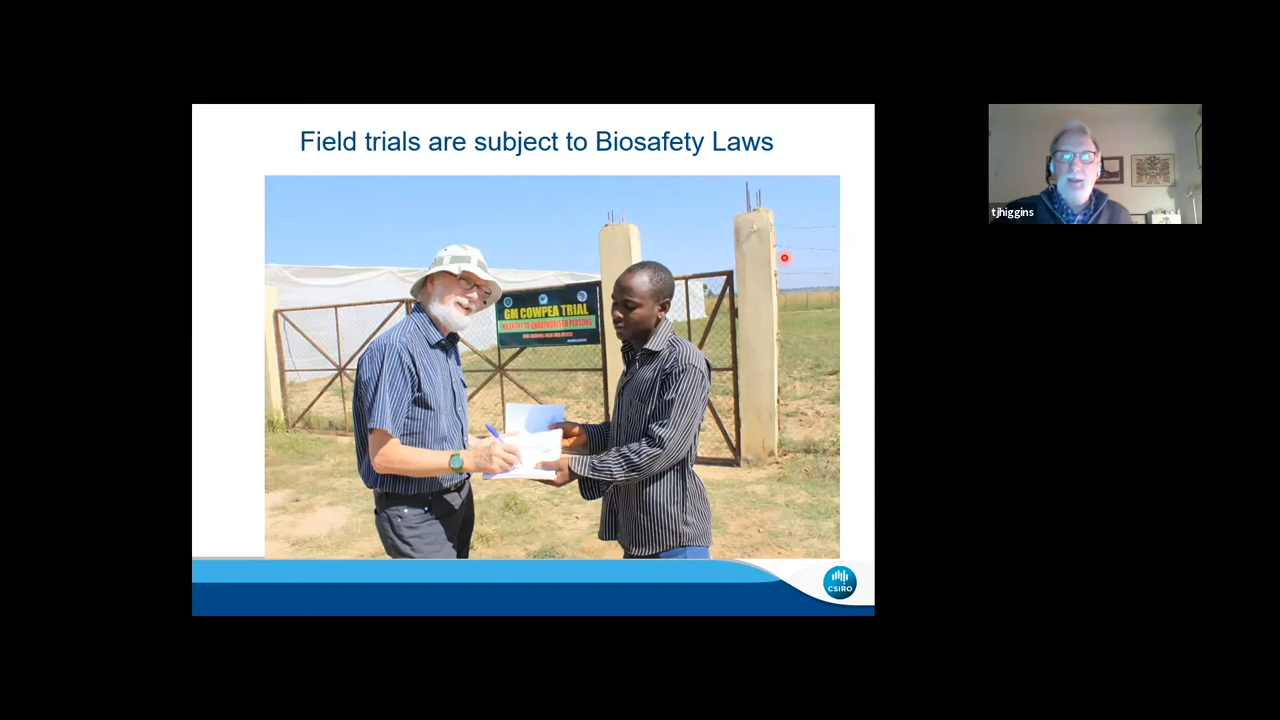 Field trials are subject to Biosafety Laws
GM COWPEA TRIAL
NO ENTRY TO UNAUTHORISED PERSONS
CSIRO
tjhiggins